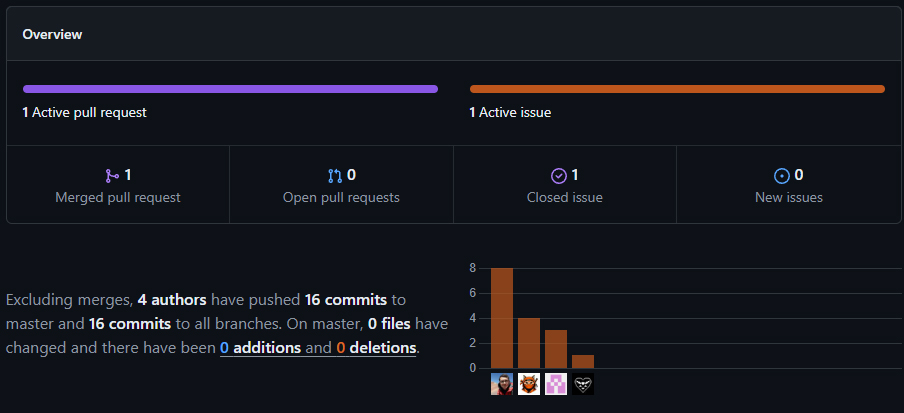 Overview
1 Active pull request
1 Active issue
1
Merged pull request
0
Open pull requests
1
Closed issue
0
New issues
Excluding merges, 4 authors have pushed 16 commits to
master and 16 commits to all branches. On master, 0 files have
changed and there have been 0 additions and 0 deletions.
8
6
4
2
0